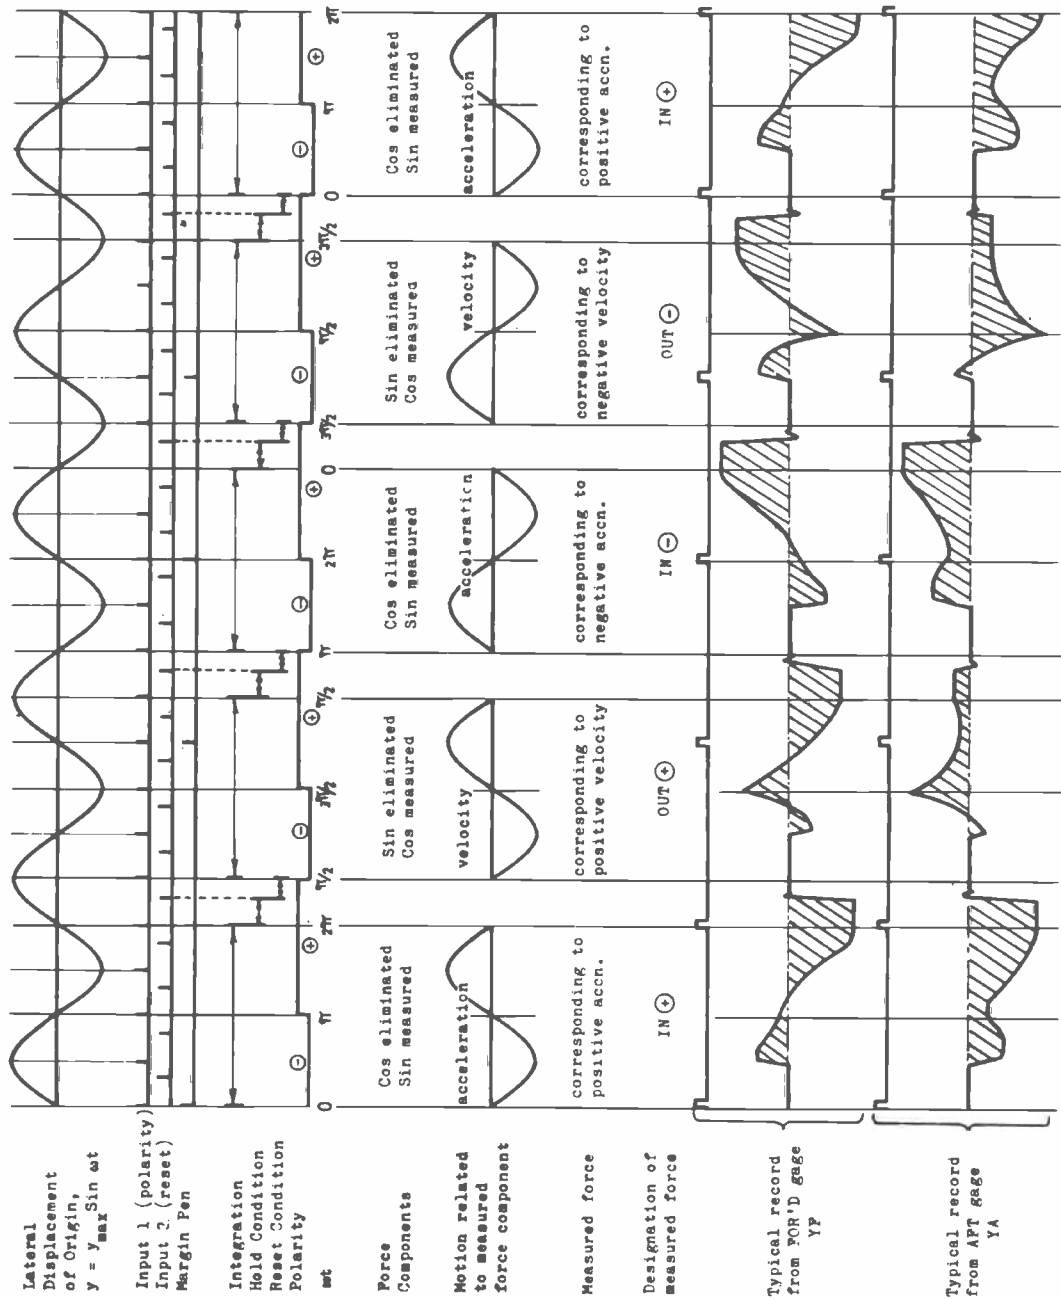 Lateral
Displacement
of Origin,
y = y max Sin ωt
Input 1 (polarity)
Input 2 (reset)
Margin Pen
Integration
Hold Condition
Reset Condition
Polarity
⊖ ⊕ ⊖ ⊕ ⊖ ⊕ ⊖ ⊕ ⊖ ⊕
ωt
0 π 2π π/2 3π/2 π/2 π 2π 0 3π/2 π/2 3π/2 0 π 2π
Force
Components
Cos eliminated
Sin measured
Sin eliminated
Cos measured
Cos eliminated
Sin measured
Sin eliminated
Cos measured
Cos eliminated
Sin measured
Motion related
to measured
force component
acceleration
velocity
acceleration
velocity
acceleration
Measured force
corresponding to
positive accn.
corresponding to
positive velocity
corresponding to
negative accn.
corresponding to
negative velocity
corresponding to
positive accn.
Designation of
measured force
IN ⊕
OUT ⊕
IN ⊖
OUT ⊖
IN ⊕
Typical record
from FOR'D gage
YF
Typical record
from AFT gage
YA